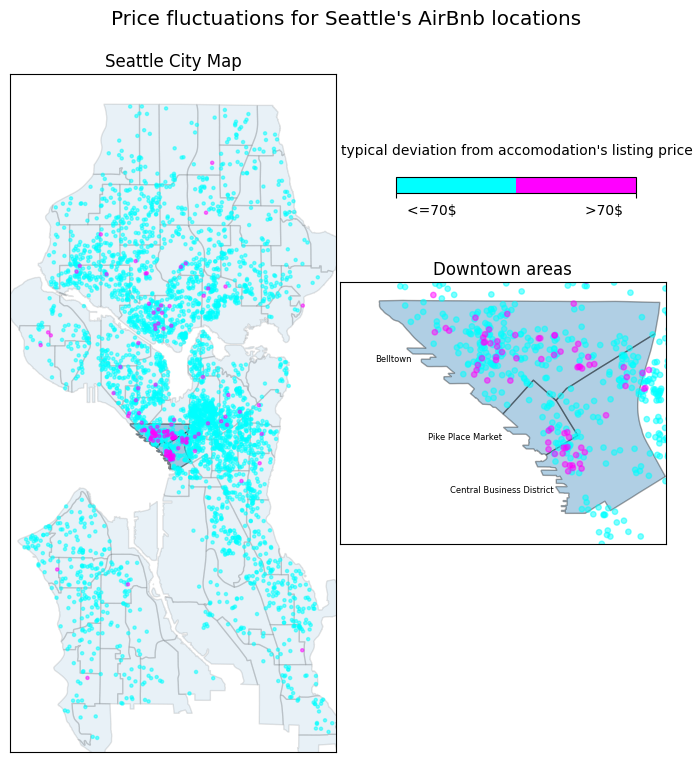 Price fluctuations for Seattle's AirBnb locations
Seattle City Map
typical deviation from accomodation's listing price
<=70$ >70$
Downtown areas
Belltown
Pike Place Market
Central Business District